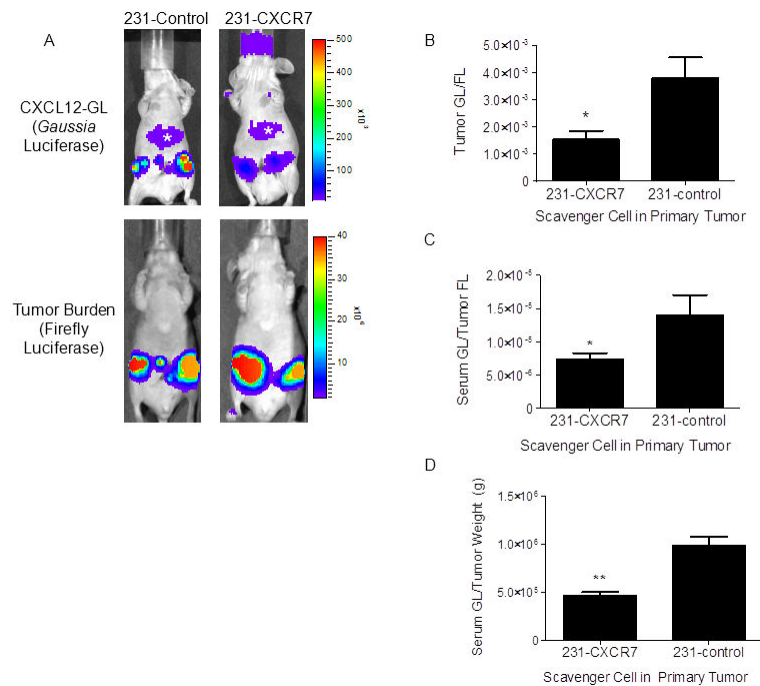 231-Control 231-CXCR7
A
CXCL12-GL
(Gaussia
Luciferase)
*
*
500
400
300
200
100
x10⁻³
Tumor Burden
(Firefly
Luciferase)
40
30
20
10
x10⁶
B
Tumor GL/FL
5.0×10⁻³
4.0×10⁻³
3.0×10⁻³
2.0×10⁻³
1.0×10⁻³
0
*
231-CXCR7 231-control
Scavenger Cell in Primary Tumor
C
Serum GL/Tumor FL
2.0×10⁻⁵
1.5×10⁻⁵
1.0×10⁻⁵
5.0×10⁻⁶
0
*
231-CXCR7 231-control
Scavenger Cell in Primary Tumor
D
Serum GL/Tumor Weight (g)
1.5×10⁶
1.0×10⁶
5.0×10⁵
0
**
231-CXCR7 231-control
Scavenger Cell in Primary Tumor